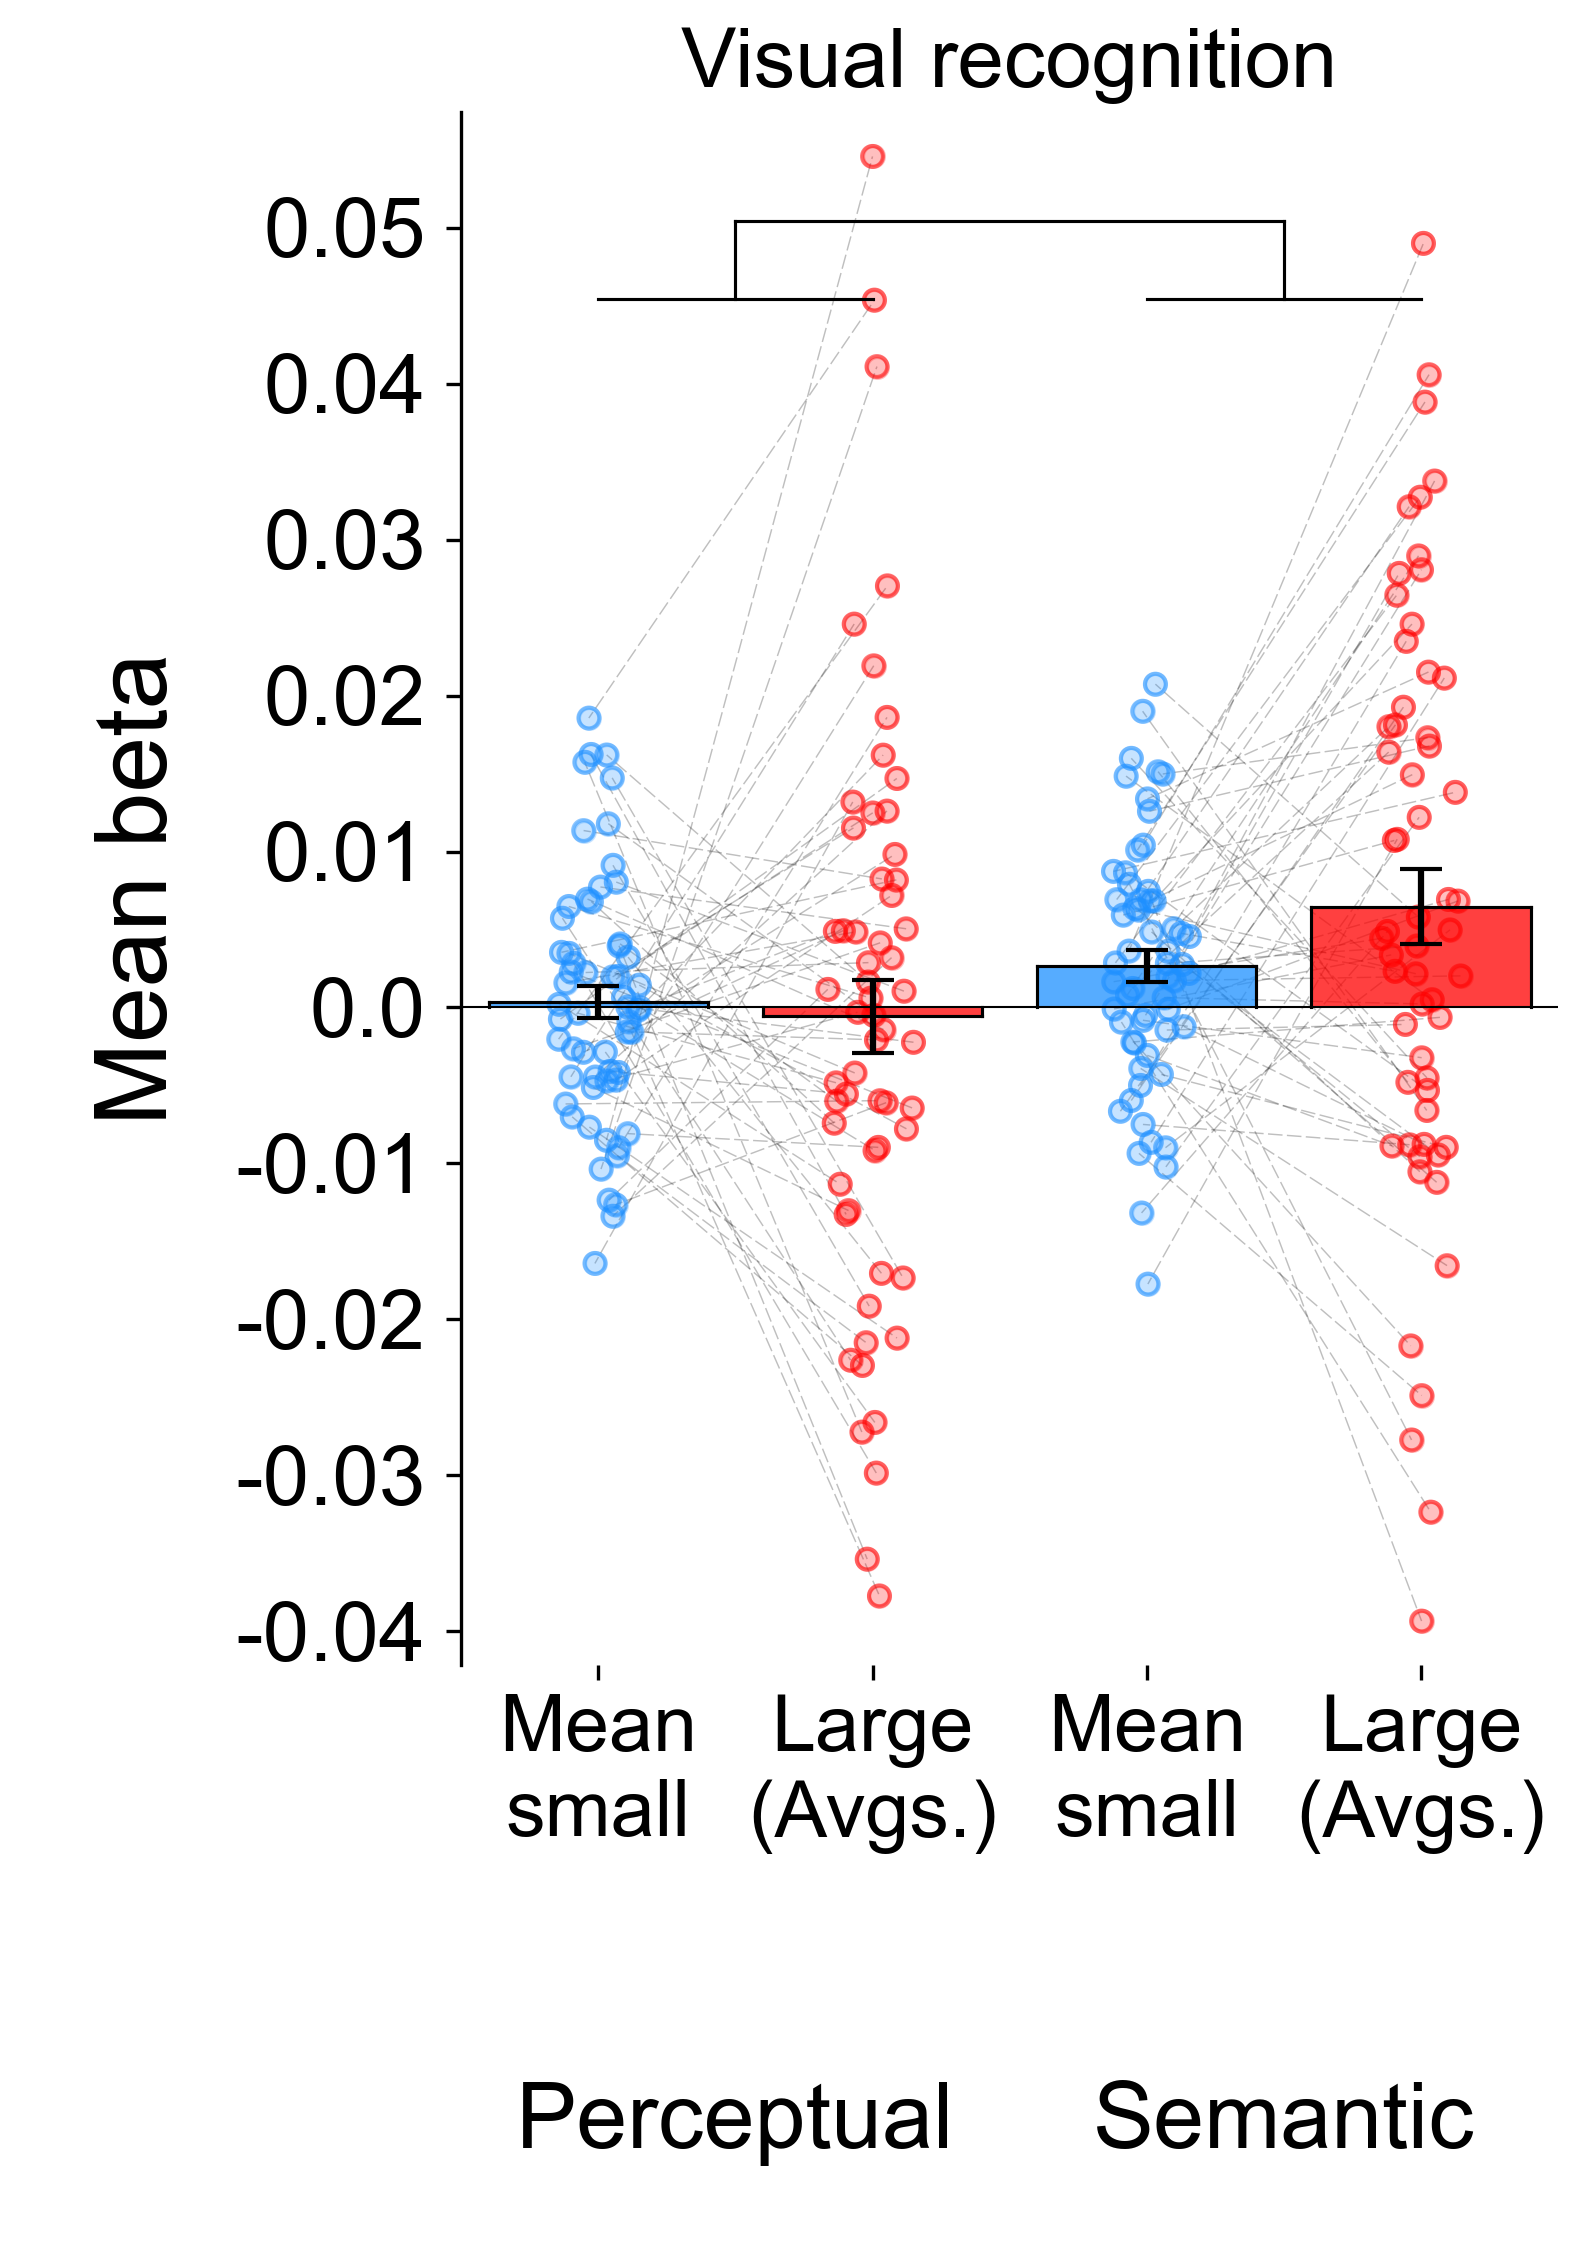 Visual recognition
Mean beta
0.05
0.04
0.03
0.02
0.01
0.0
-0.01
-0.02
-0.03
-0.04
Mean small
Large (Avgs.)
Mean small
Large (Avgs.)
Perceptual
Semantic